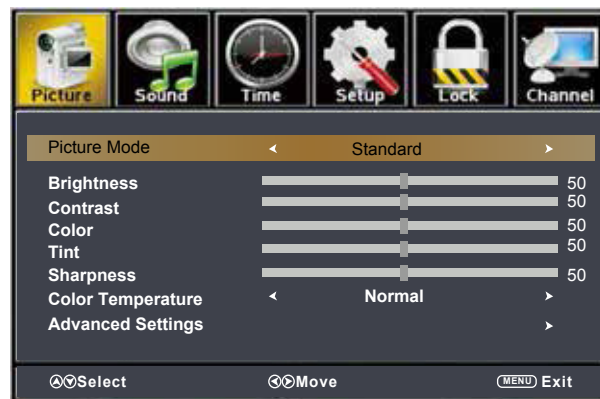 Picture Sound Time Setup Lock Channel
Picture Mode Standard
Brightness 50
Contrast 50
Color 50
Tint 50
Sharpness 50
Color Temperature Normal
Advanced Settings
Select Move MENU Exit